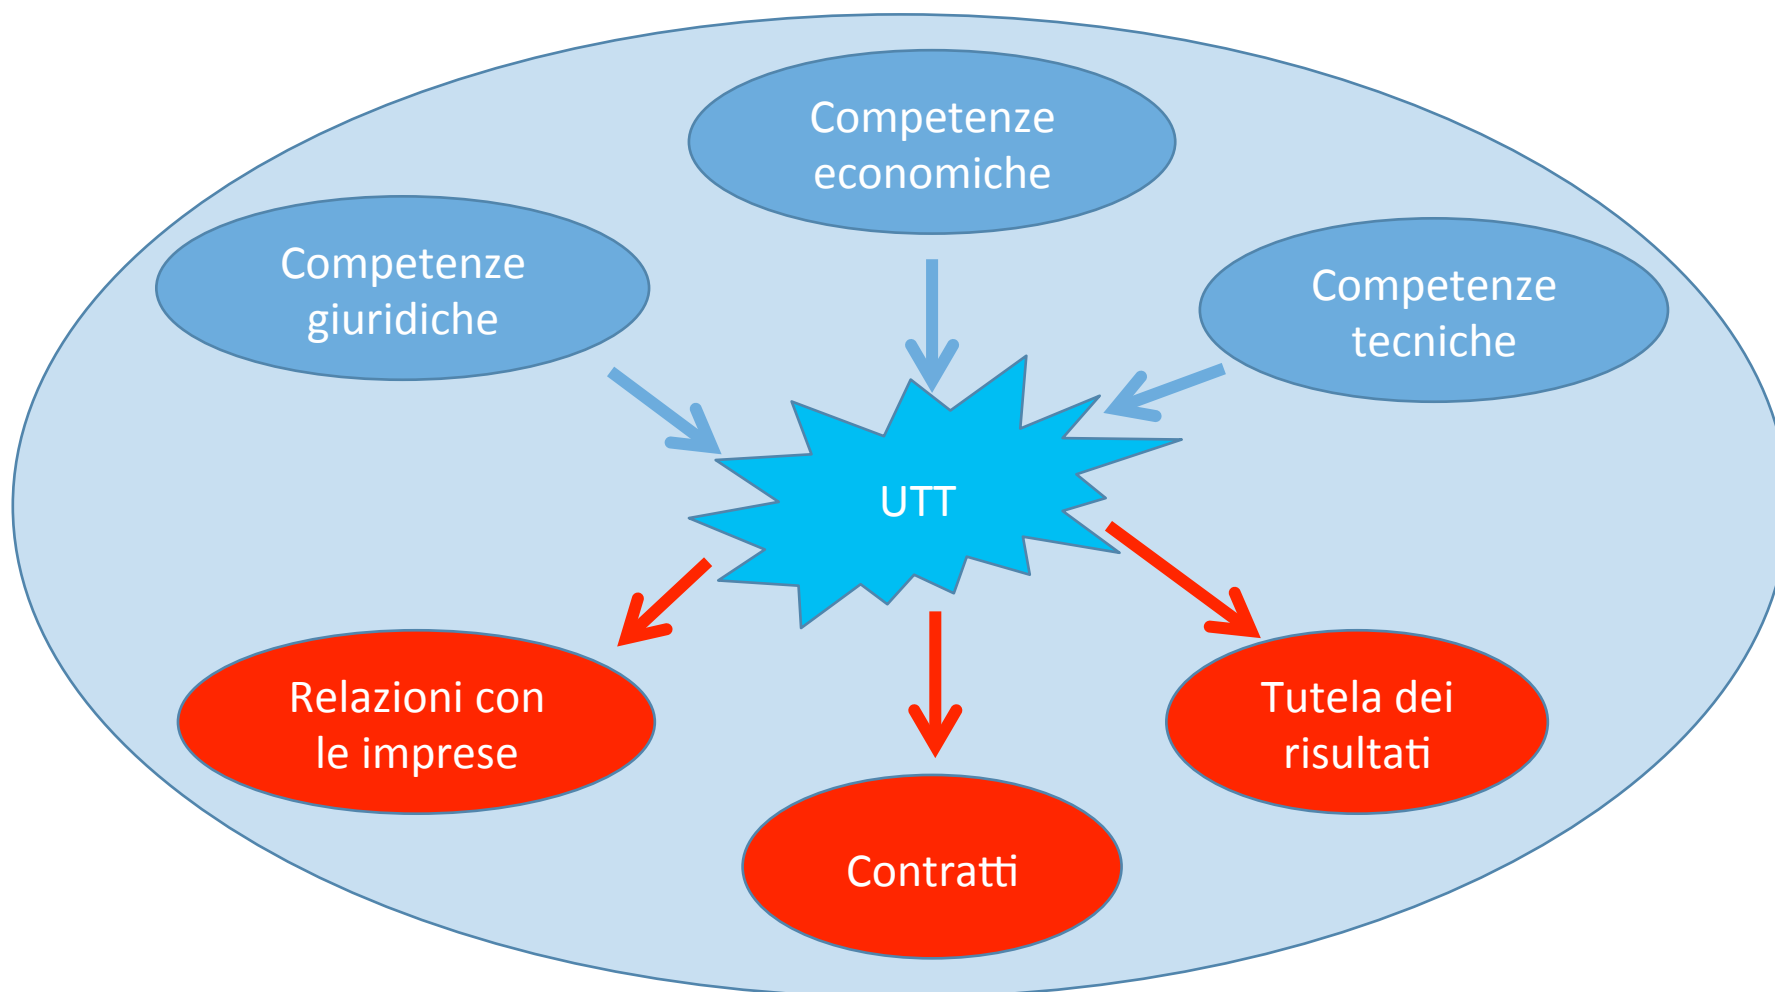 Competenze
economiche
Competenze
giuridiche
Competenze
tecniche
UTT
Relazioni con
le imprese
Tutela dei
risultati
Contratti